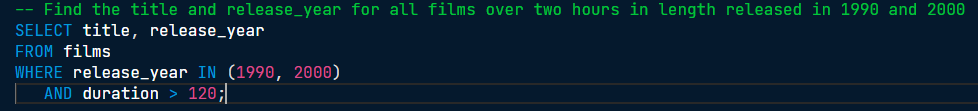 -- Find the title and release_year for all films over two hours in length released in 1990 and 2000
SELECT title, release_year
FROM films
WHERE release_year IN (1990, 2000)
AND duration > 120;